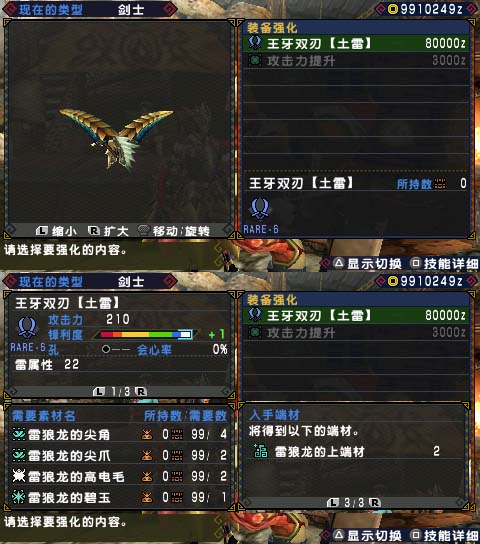 现在的类型 剑士
9910249z
装备强化
王牙双刃【土雷】 80000z
攻击力提升 3000z
王牙双刃【土雷】 所持数 0
RARE-6
L 缩小 R 扩大 移动/旋转
请选择要强化的内容。
△显示切换 □技能详细
现在的类型 剑士
9910249z
王牙双刃【土雷】
攻击力 210
锋利度 +1
RARE-6 孔 ●-- 会心率 0%
雷属性 22
L 1/3 R
需要素材名 所持数/需要数
雷狼龙的尖角 0 99/ 4
雷狼龙的尖爪 0 99/ 2
雷狼龙的高电毛 0 99/ 2
雷狼龙的碧玉 0 99/ 1
请选择要强化的内容。
装备强化
王牙双刃【土雷】 80000z
攻击力提升 3000z
入手端材
将得到以下的端材。
雷狼龙的上端材 2
L 3/3 R
△显示切换 □技能详细